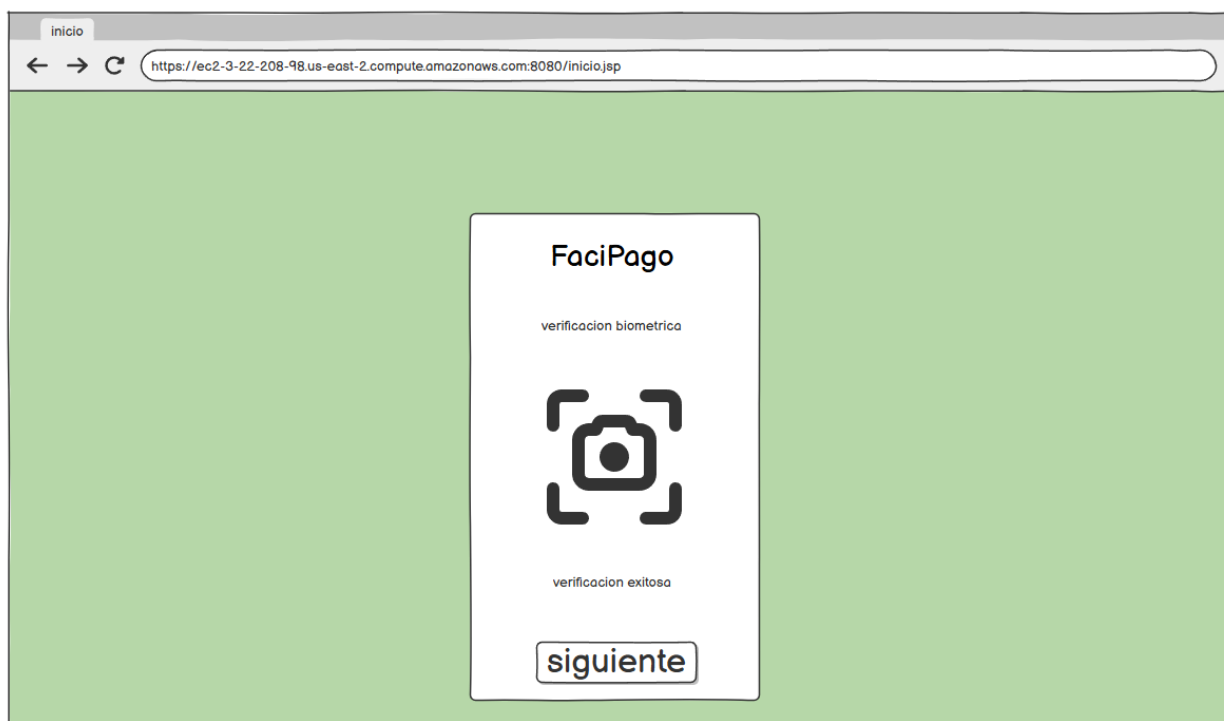 inicio
https://ec2-3-22-208-98.us-east-2.compute.amazonaws.com:8080/inicio.jsp
FaciPago
verificacion biometrica
verificacion exitosa
siguiente